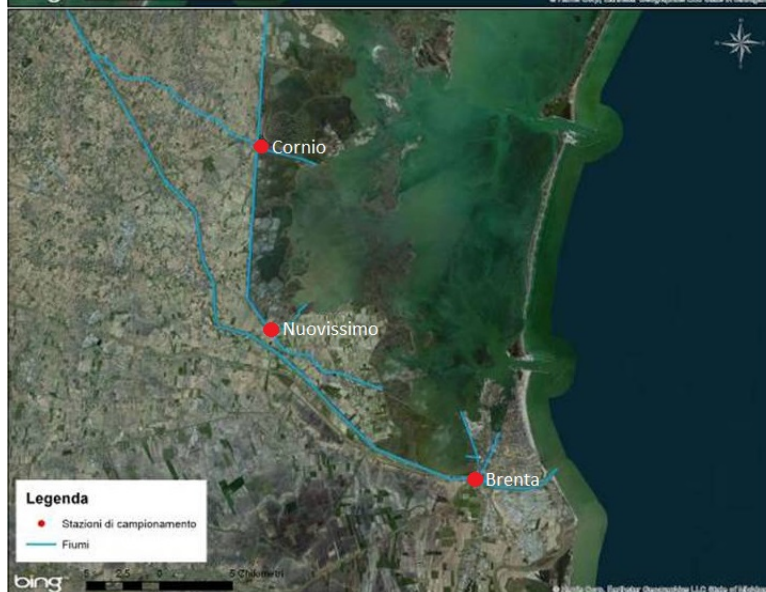 Cornio
Nuovissimo
Brenta
Legenda
Stazioni di campionamento
Fiumi
5 2,5 0 5 Chilometri
bing